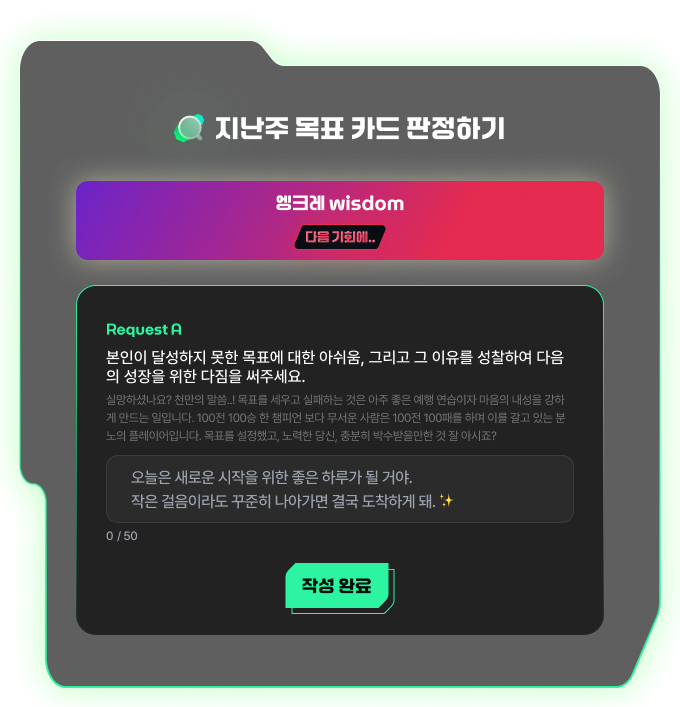 지난주 목표 카드 판정하기
엥크레 wisdom
다음 기회에..
Request A
본인이 달성하지 못한 목표에 대한 아쉬움, 그리고 그 이유를 성찰하여 다음
의 성장을 위한 다짐을 써주세요.
실망하셨나요? 천만의 말씀..! 목표를 세우고 실패하는 것은 아주 좋은 예행 연습이자 마음의 내성을 강하
게 만드는 일입니다. 100전 100승 한 챔피언 보다 무서운 사람은 100전 100패를 하며 이를 갈고 있는 분
노의 플레이어입니다. 목표를 설정했고, 노력한 당신, 충분히 박수받을만한 것 잘 아시죠?
오늘은 새로운 시작을 위한 좋은 하루가 될 거야.
작은 걸음이라도 꾸준히 나아가면 결국 도착하게 돼. ✨
0 / 50
작성 완료